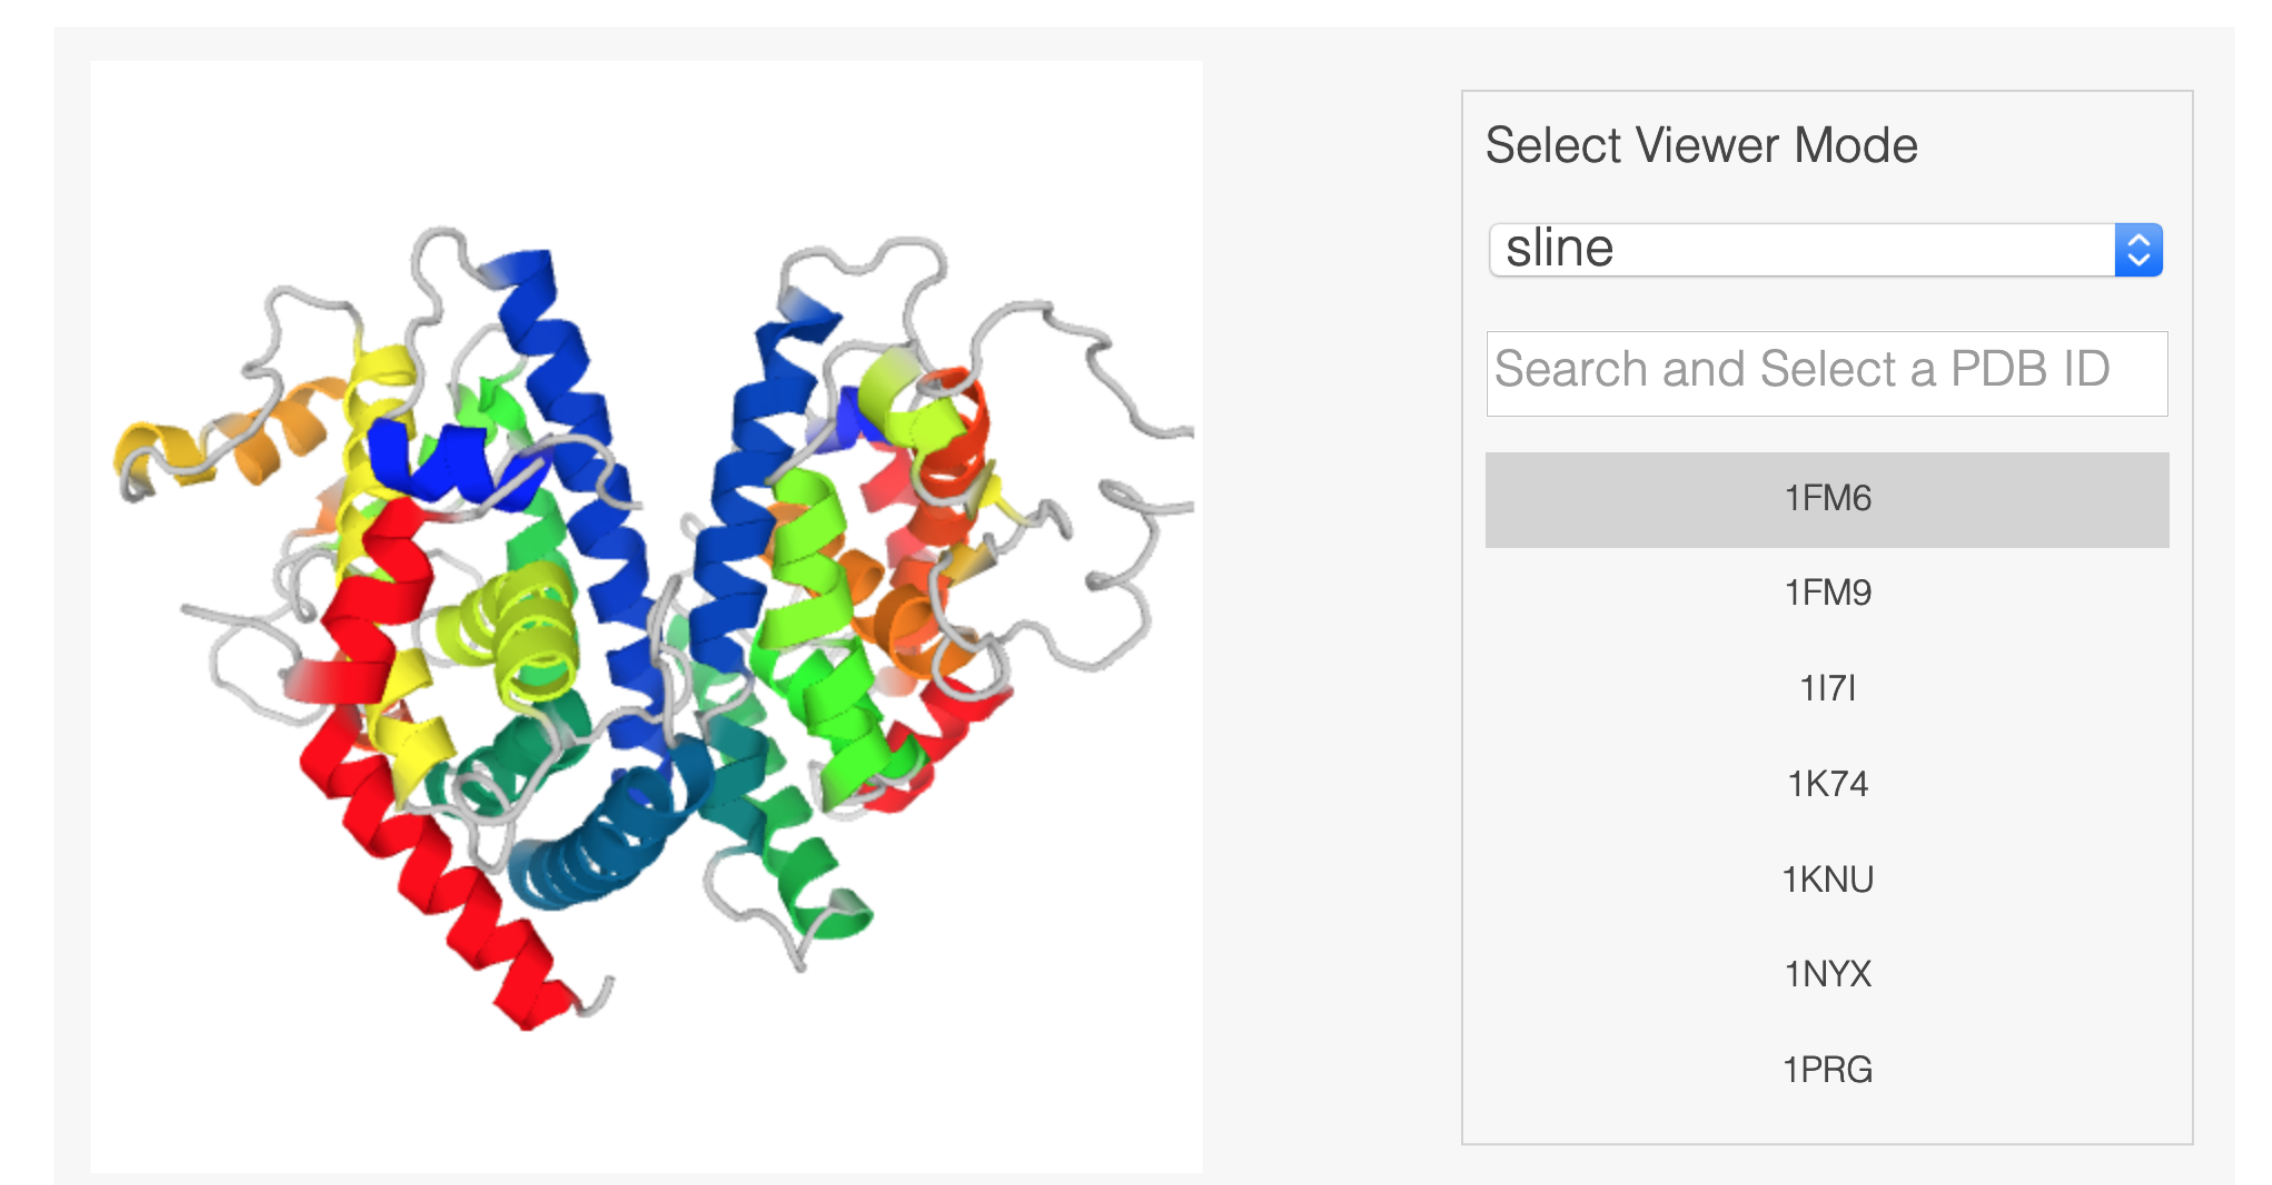 Select Viewer Mode
sline
Search and Select a PDB ID
1FM6
1FM9
1I7I
1K74
1KNU
1NYX
1PRG